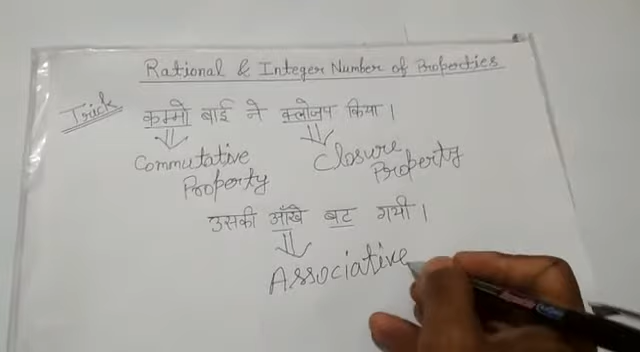 Rational & Integer Number of Properties
Trick
कम्मो बाई ने क्लोजप किया।
Commutative Property
Closure Property
उसकी आँखे बट गयी।
Associative